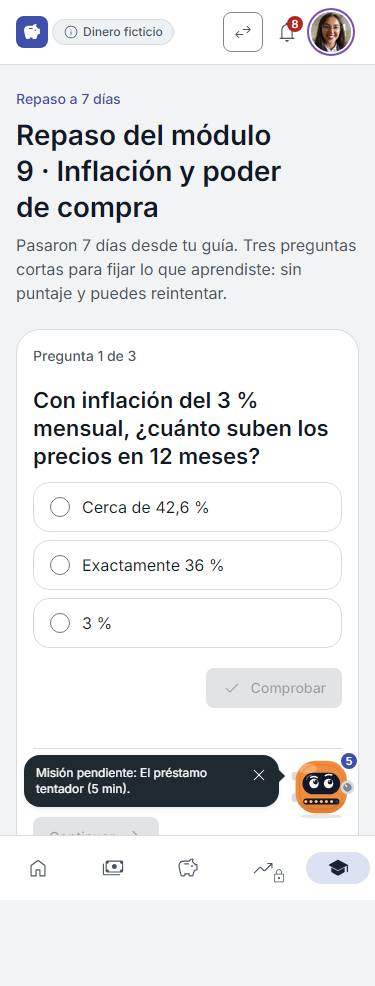 Dinero ficticio
8
Repaso a 7 días
Repaso del módulo
9 · Inflación y poder
de compra
Pasaron 7 días desde tu guía. Tres preguntas
cortas para fijar lo que aprendiste: sin
puntaje y puedes reintentar.
Pregunta 1 de 3
Con inflación del 3 %
mensual, ¿cuánto suben los
precios en 12 meses?
Cerca de 42,6 %
Exactamente 36 %
3 %
Comprobar
Misión pendiente: El préstamo
tentador (5 min).
5